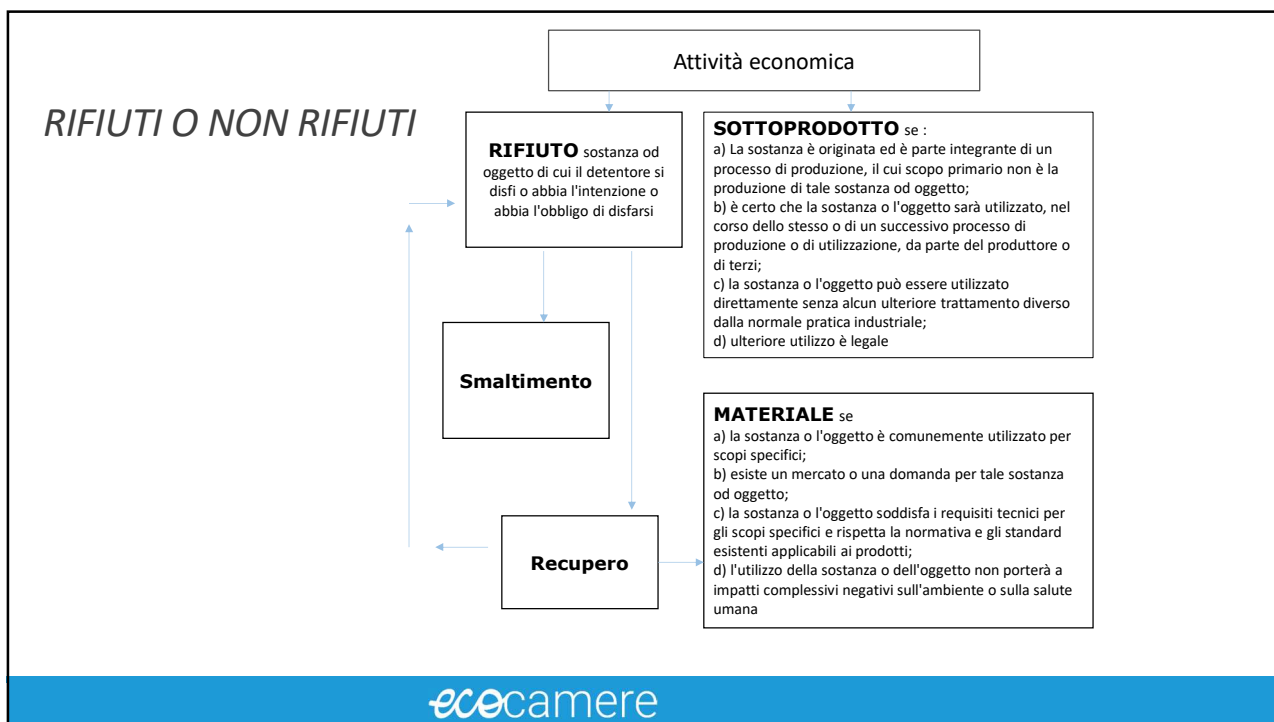 Attività economica
RIFIUTI O NON RIFIUTI
RIFIUTO sostanza od
oggetto di cui il detentore si
disfi o abbia l'intenzione o
abbia l'obbligo di disfarsi
SOTTOPRODOTTO se :
a) La sostanza è originata ed è parte integrante di un
processo di produzione, il cui scopo primario non è la
produzione di tale sostanza od oggetto;
b) è certo che la sostanza o l'oggetto sarà utilizzato, nel
corso dello stesso o di un successivo processo di
produzione o di utilizzazione, da parte del produttore o
di terzi;
c) la sostanza o l'oggetto può essere utilizzato
direttamente senza alcun ulteriore trattamento diverso
dalla normale pratica industriale;
d) ulteriore utilizzo è legale
Smaltimento
MATERIALE se
a) la sostanza o l'oggetto è comunemente utilizzato per
scopi specifici;
b) esiste un mercato o una domanda per tale sostanza
od oggetto;
c) la sostanza o l'oggetto soddisfa i requisiti tecnici per
gli scopi specifici e rispetta la normativa e gli standard
esistenti applicabili ai prodotti;
d) l'utilizzo della sostanza o dell'oggetto non porterà a
impatti complessivi negativi sull'ambiente o sulla salute
umana
Recupero
ecocamere